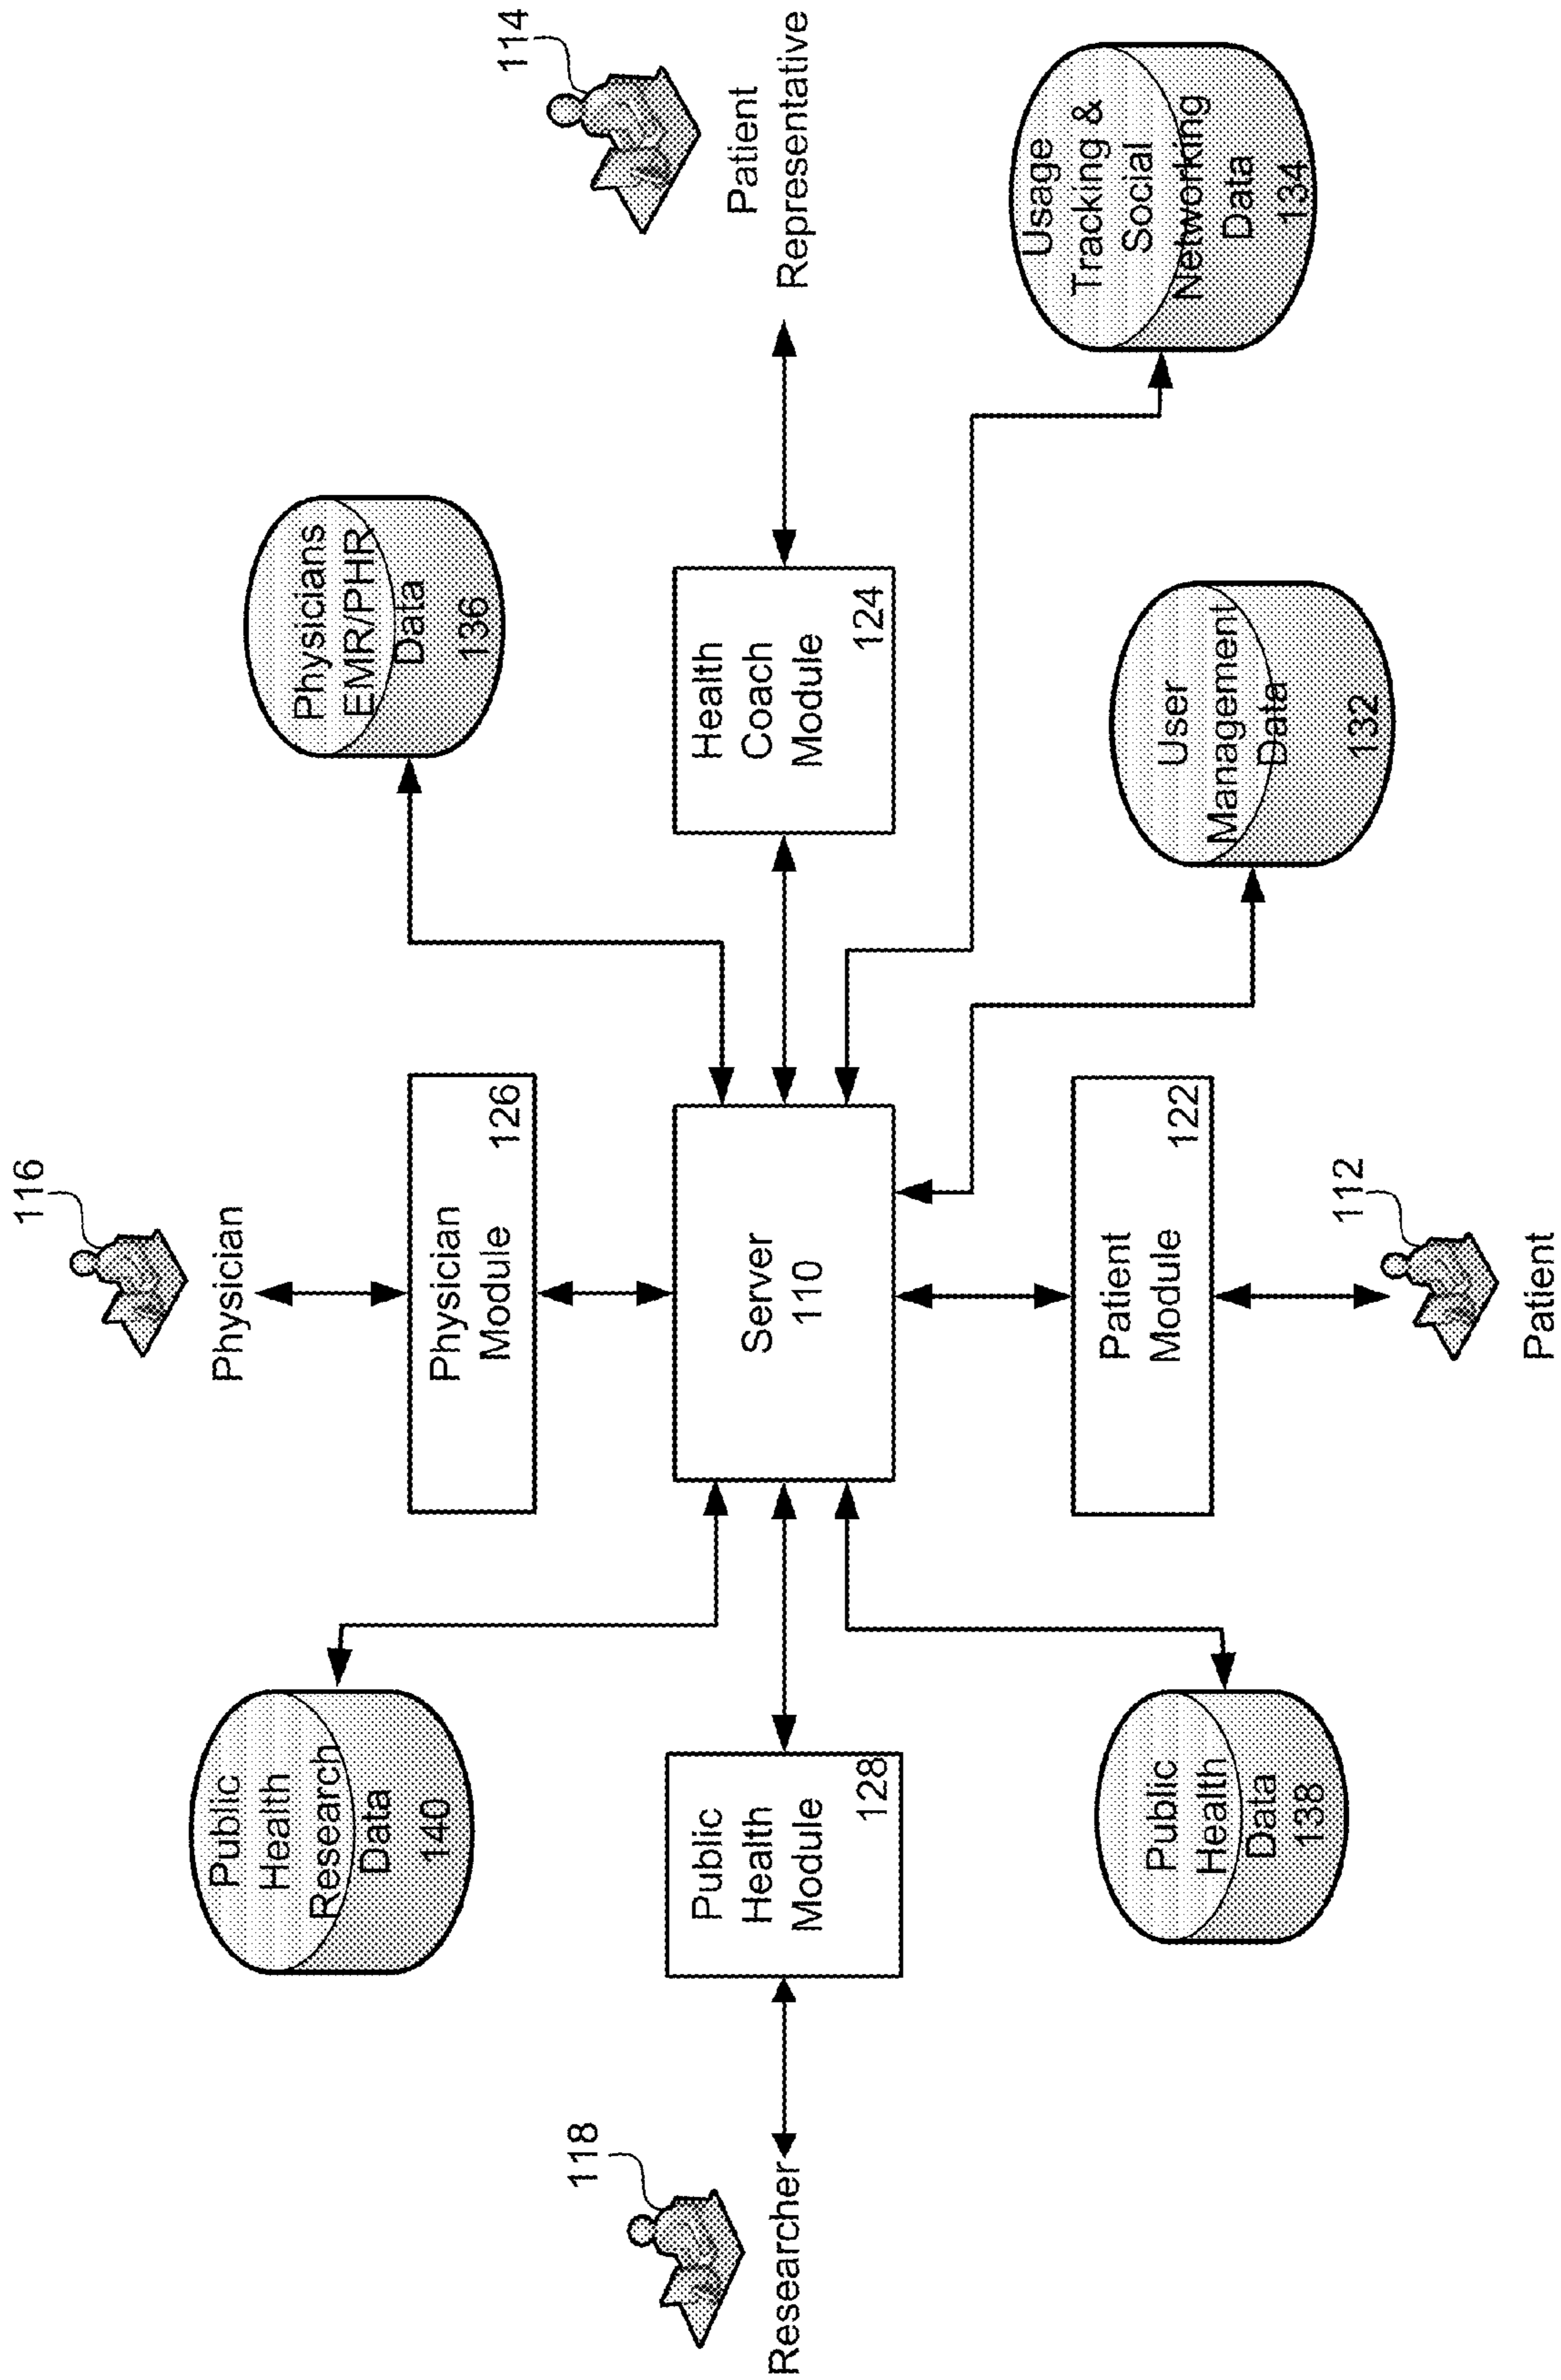 116
Physician
Physician
Module
126
Public
Health
Research
Data
140
Physicians
EMR/PHR
Data
136
114
Patient
Representative
118
Researcher
Public
Health
Module
128
Server
110
Health
Coach
Module
124
Public
Health
Data
138
Patient
Module
122
User
Management
Data
132
Usage
Tracking &
Social
Networking
Data
134
112
Patient